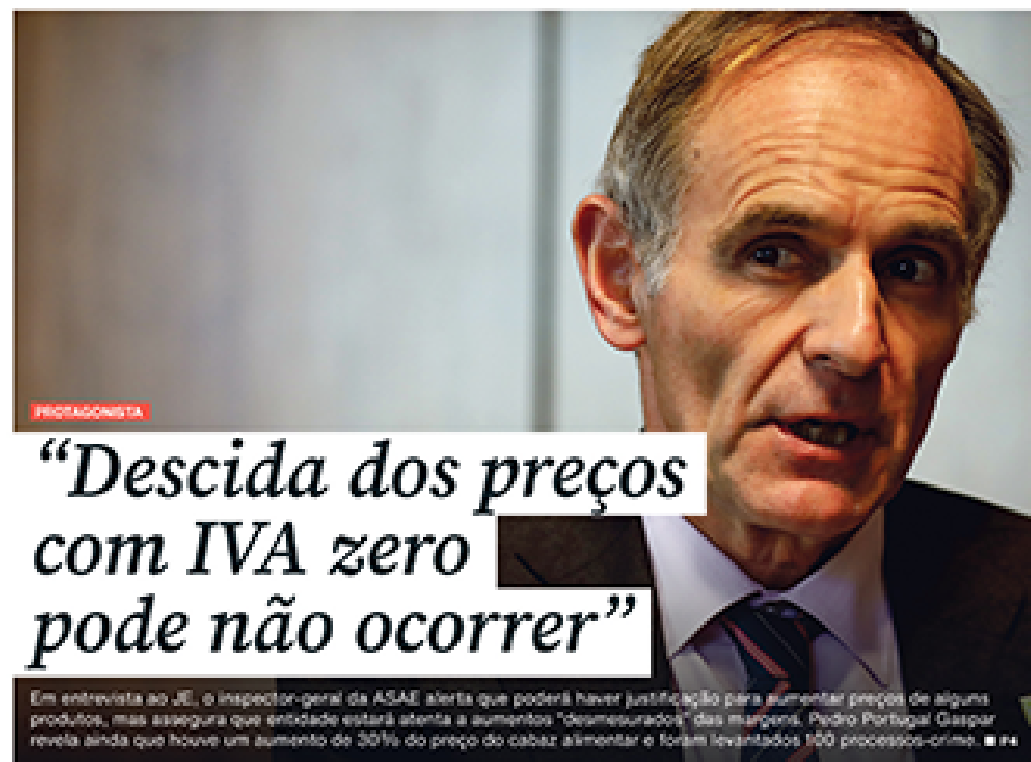 PROTAGONISTA
“Descida dos preços
com IVA zero
pode não ocorrer”
Em entrevista ao JE, o inspector-geral da ASAE alerta que poderá haver justificação para aumentar preços de alguns
produtos, mas assegura que entidade estará atenta a aumentos "desmesurados" das margens. Pedro Portugal Gaspar
revela ainda que houve um aumento de 30% do preço do cabaz alimentar e foram levantados 100 processos-crime. ■ P4